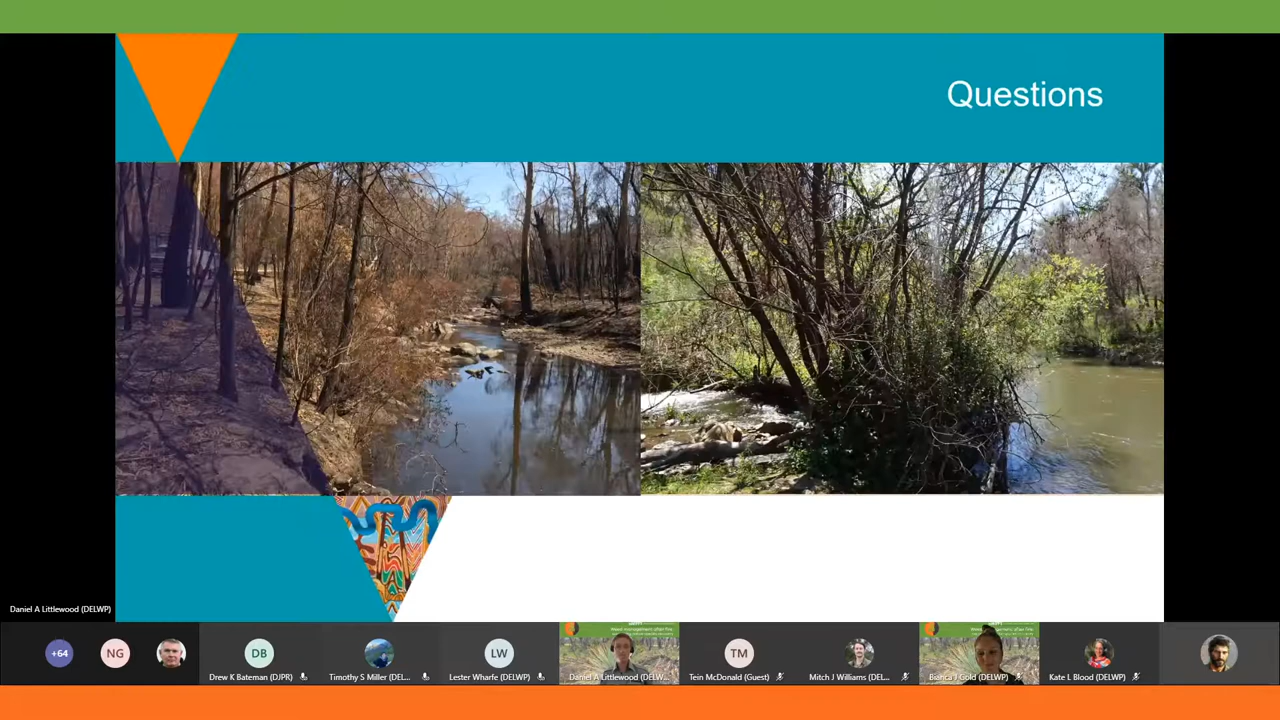 Questions
Daniel A Littlewood (DELWP)
+64
NG
DB
Drew K Bateman (DJPR)
Timothy S Miller (DEL...
LW
Lester Wharfe (DELWP)
Daniel A Littlewood (DELW...
TM
Tein McDonald (Guest)
Mitch J Williams (DEL...
Bianca J Gold (DELWP)
Kate L Blood (DELWP)